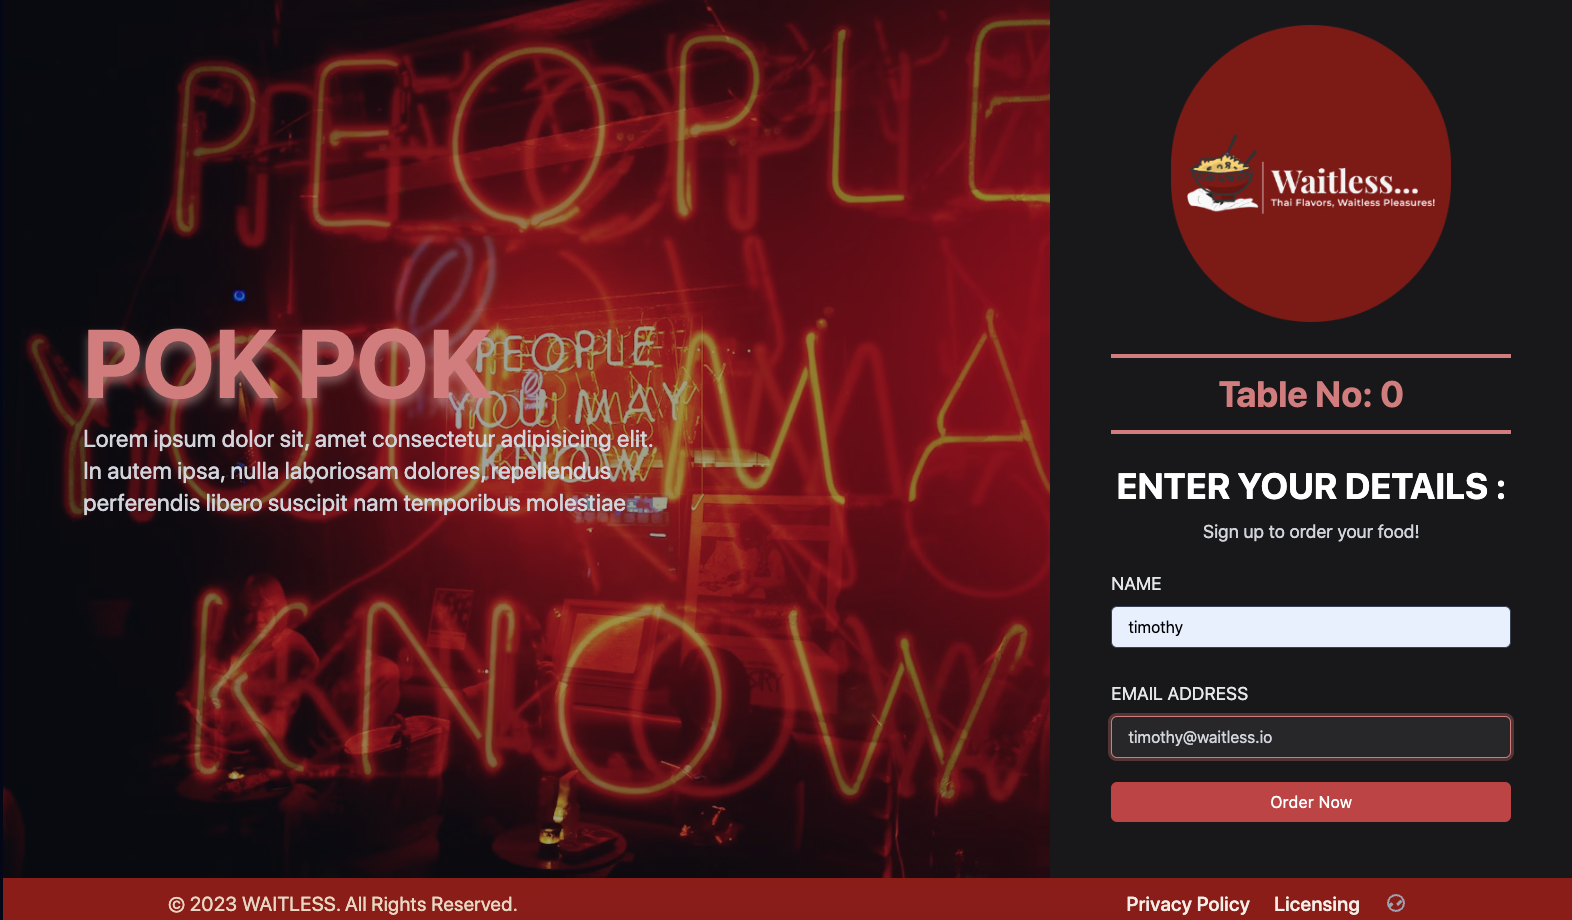 PEOPLE
YOU MAY
KNOW
PEOPLE
YOU MAY
KNOW
POK POK
Lorem ipsum dolor sit, amet consectetur adipisicing elit.
In autem ipsa, nulla laboriosam dolores, repellendus
perferendis libero suscipit nam temporibus molestiae
Waitless...
Thai Flavors, Waitless Pleasures!
Table No: 0
ENTER YOUR DETAILS :
Sign up to order your food!
NAME
timothy
EMAIL ADDRESS
timothy@waitless.io
Order Now
© 2023 WAITLESS. All Rights Reserved.
Privacy Policy Licensing